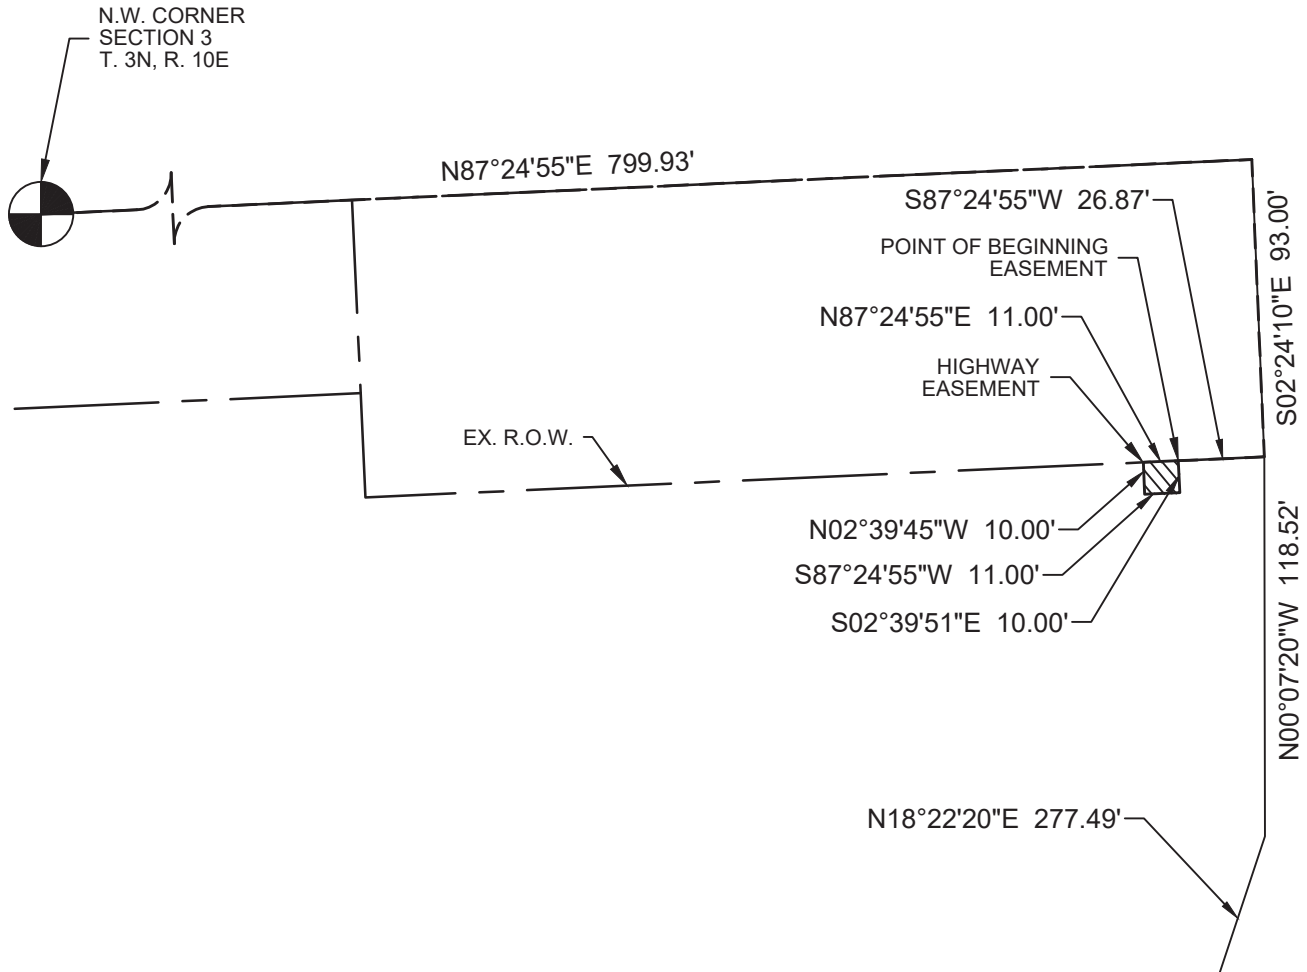 N.W. CORNER
SECTION 3
T. 3N, R. 10E
N87°24'55"E 799.93'
S87°24'55"W 26.87'
POINT OF BEGINNING
EASEMENT
N87°24'55"E 11.00'
HIGHWAY
EASEMENT
S02°24'10"E 93.00'
EX. R.O.W.
N02°39'45"W 10.00'
S87°24'55"W 11.00'
S02°39'51"E 10.00'
N00°07'20"W 118.52'
N18°22'20"E 277.49'